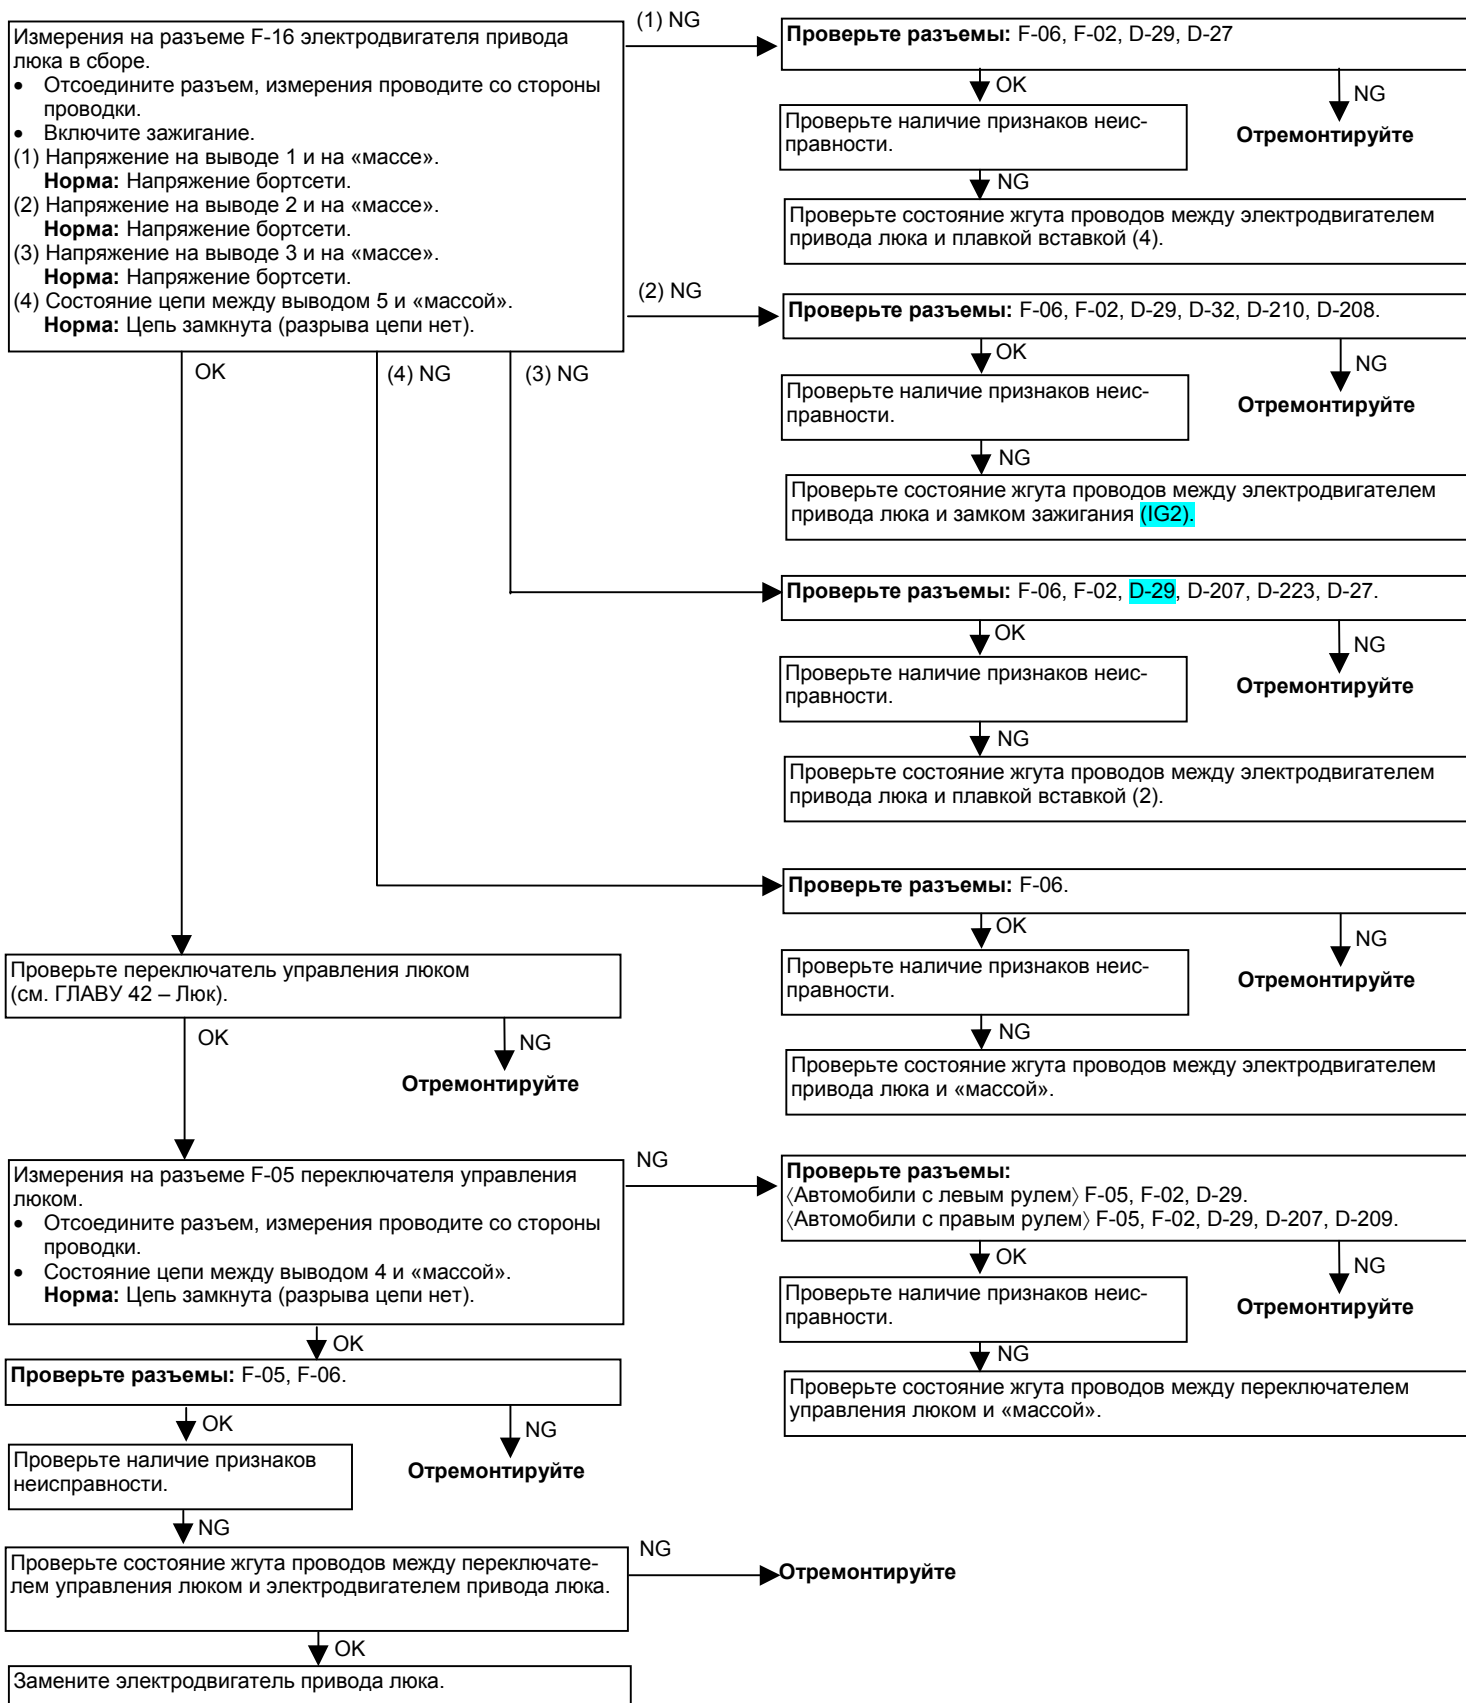 (1) NG
Измерения на разъеме F-16 электродвигателя привода
люка в сборе.
• Отсоедините разъем, измерения проводите со стороны
проводки.
• Включите зажигание.
(1) Напряжение на выводе 1 и на «массе».
Норма: Напряжение бортсети.
(2) Напряжение на выводе 2 и на «массе».
Норма: Напряжение бортсети.
(3) Напряжение на выводе 3 и на «массе».
Норма: Напряжение бортсети.
(4) Состояние цепи между выводом 5 и «массой».
Норма: Цепь замкнута (разрыва цепи нет).
Проверьте разъемы: F-06, F-02, D-29, D-27
OK
NG
Проверьте наличие признаков неис-
правности.
Отремонтируйте
NG
Проверьте состояние жгута проводов между электродвигателем
привода люка и плавкой вставкой (4).
(2) NG
Проверьте разъемы: F-06, F-02, D-29, D-32, D-210, D-208.
OK
NG
Проверьте наличие признаков неис-
правности.
Отремонтируйте
NG
Проверьте состояние жгута проводов между электродвигателем
привода люка и замком зажигания (IG2).
OK
(4) NG
(3) NG
Проверьте разъемы: F-06, F-02, D-29, D-207, D-223, D-27.
OK
NG
Проверьте наличие признаков неис-
правности.
Отремонтируйте
NG
Проверьте состояние жгута проводов между электродвигателем
привода люка и плавкой вставкой (2).
Проверьте разъемы: F-06.
OK
NG
Проверьте наличие признаков неис-
правности.
Отремонтируйте
NG
Проверьте состояние жгута проводов между электродвигателем
привода люка и «массой».
Проверьте переключатель управления люком
(см. ГЛАВУ 42 – Люк).
OK
NG
Отремонтируйте
Измерения на разъеме F-05 переключателя управления
люком.
• Отсоедините разъем, измерения проводите со стороны
проводки.
• Состояние цепи между выводом 4 и «массой».
Норма: Цепь замкнута (разрыва цепи нет).
NG
Проверьте разъемы:
〈Автомобили с левым рулем〉 F-05, F-02, D-29.
〈Автомобили с правым рулем〉 F-05, F-02, D-29, D-207, D-209.
OK
NG
Проверьте наличие признаков неис-
правности.
Отремонтируйте
NG
Проверьте состояние жгута проводов между переключателем
управления люком и «массой».
OK
Проверьте разъемы: F-05, F-06.
OK
NG
Проверьте наличие признаков
неисправности.
Отремонтируйте
NG
Проверьте состояние жгута проводов между переключате-
лем управления люком и электродвигателем привода люка.
NG
Отремонтируйте
OK
Замените электродвигатель привода люка.